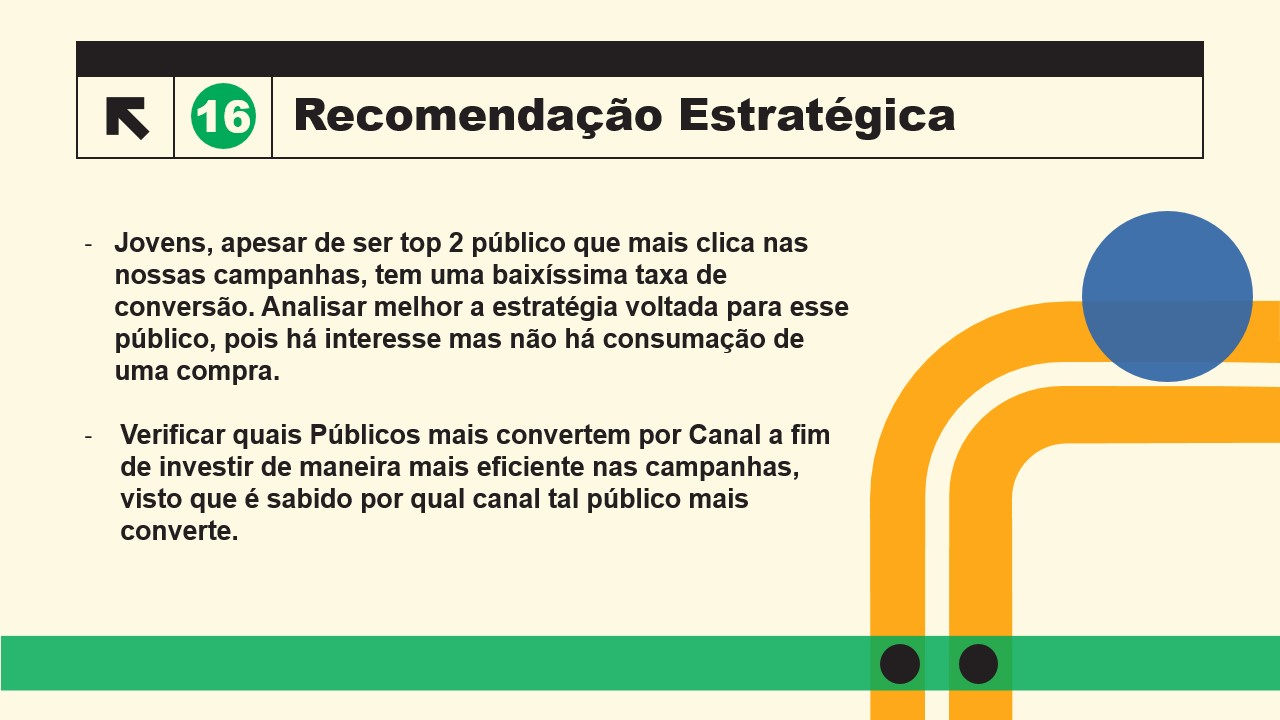 16 Recomendação Estratégica
- Jovens, apesar de ser top 2 público que mais clica nas
nossas campanhas, tem uma baixíssima taxa de
conversão. Analisar melhor a estratégia voltada para esse
público, pois há interesse mas não há consumação de
uma compra.
- Verificar quais Públicos mais convertem por Canal a fim
de investir de maneira mais eficiente nas campanhas,
visto que é sabido por qual canal tal público mais
converte.